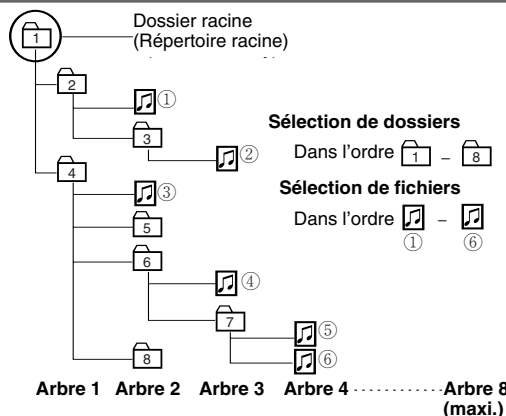 Dossier racine
(Répertoire racine)
1
2
①
3
②
4
③
5
6
④
7
⑤
⑥
8
Sélection de dossiers
Dans l'ordre 1 – 8
Sélection de fichiers
Dans l'ordre –
① ⑥
Arbre 1 Arbre 2 Arbre 3 Arbre 4 - - - - - - - - - - - Arbre 8
(maxi.)